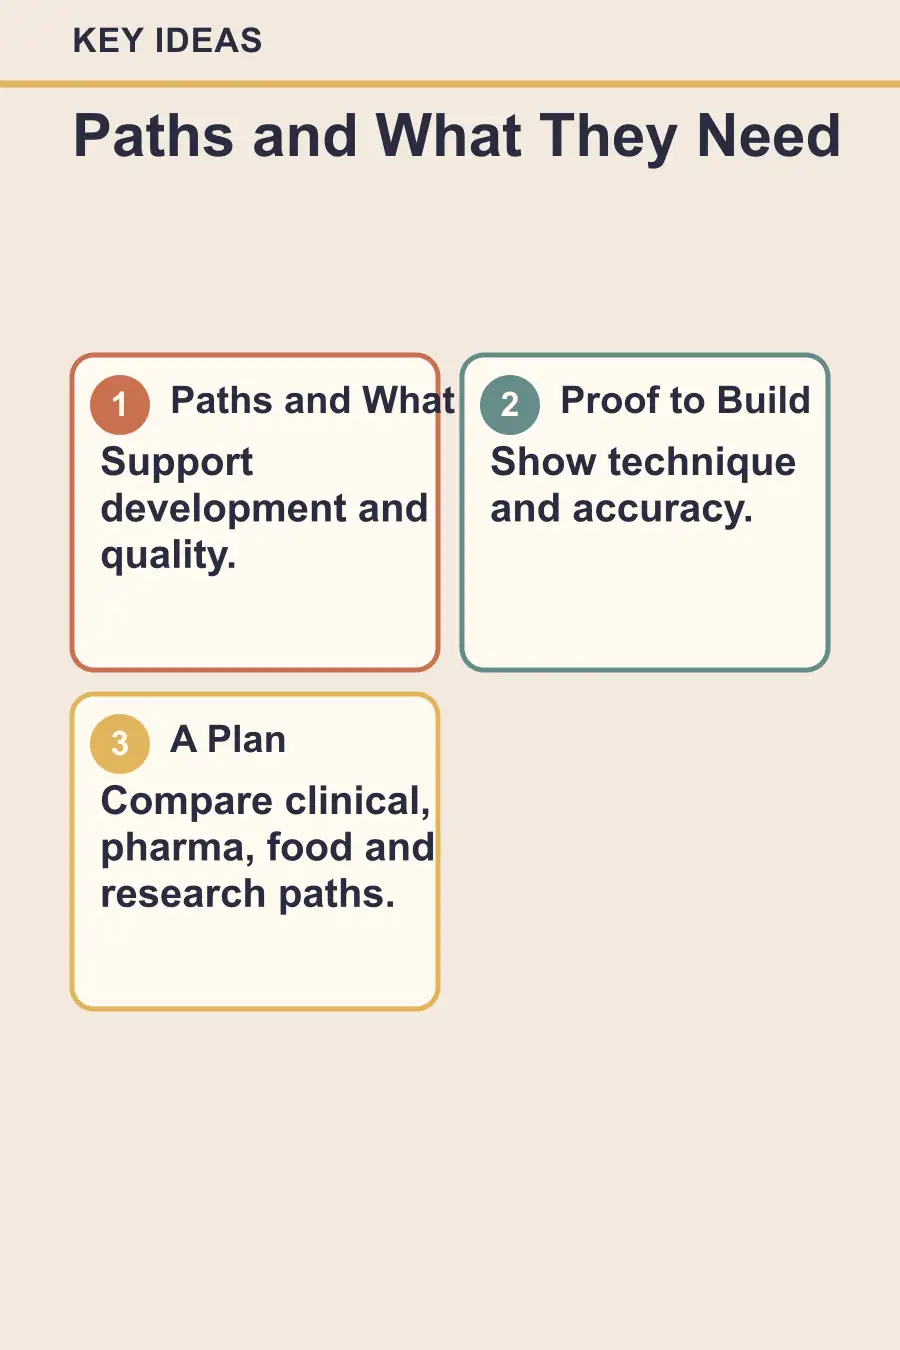 KEY IDEAS
Paths and What They Need
1 Paths and What
Support
development and
quality.
2 Proof to Build
Show technique
and accuracy.
3 A Plan
Compare clinical,
pharma, food and
research paths.